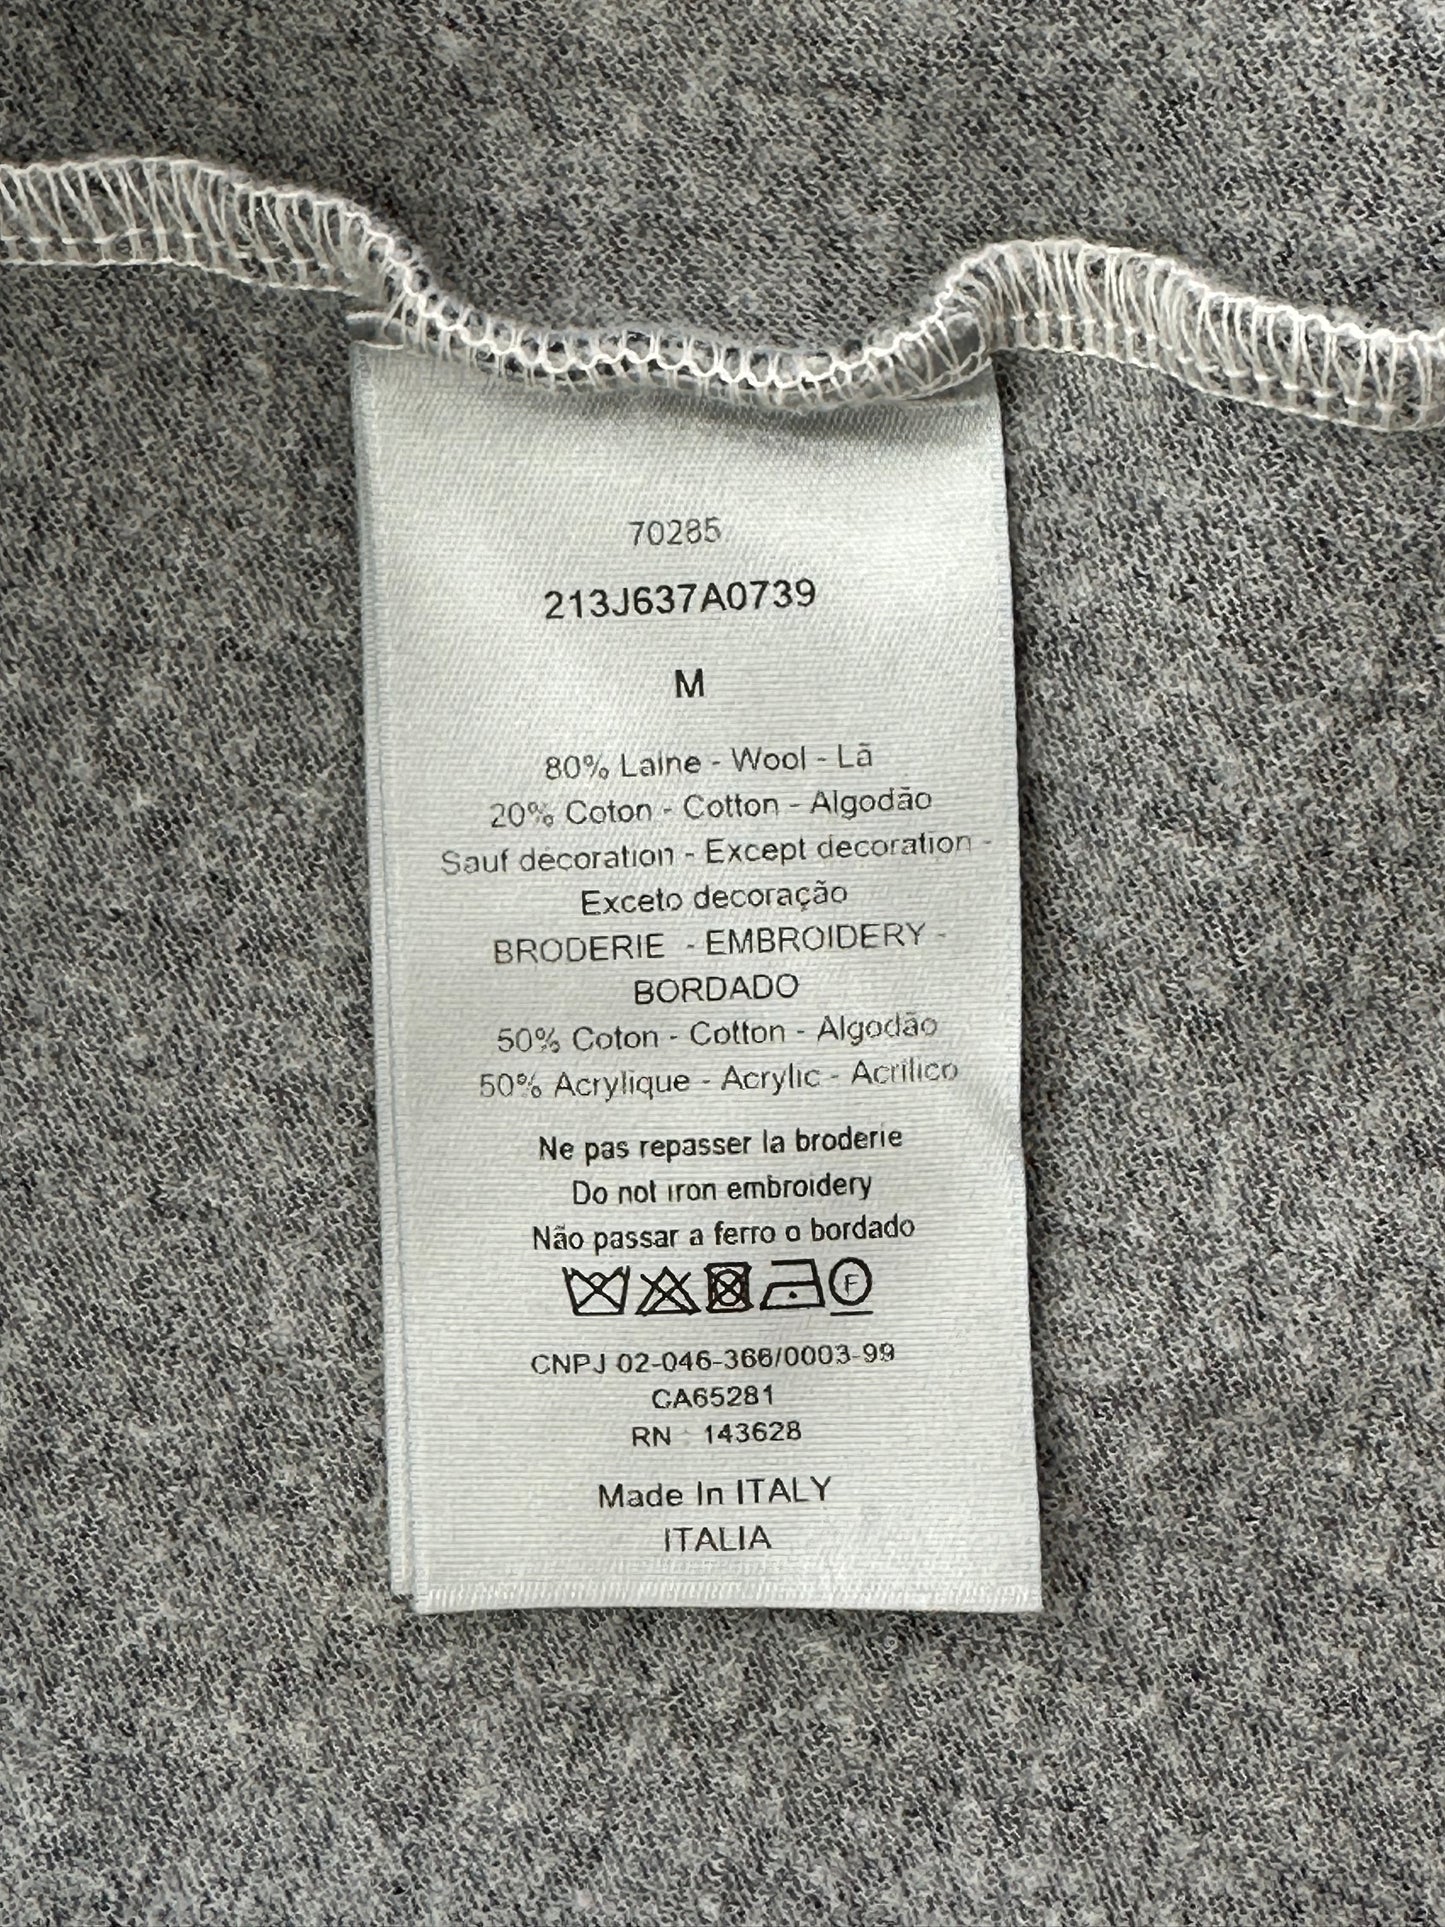 70285
213J637A0739
M
80% Laine - Wool - Lã
20% Coton - Cotton - Algodão
Sauf décoration - Except decoration -
Exceto decoração
BRODERIE - EMBROIDERY -
BORDADO
50% Coton - Cotton - Algodão
50% Acrylique - Acrylic - Acrílico
Ne pas repasser la broderie
Do not iron embroidery
Não passar a ferro o bordado
F
CNPJ 02-046-366/0003-99
CA65281
RN : 143628
Made In ITALY
ITALIA